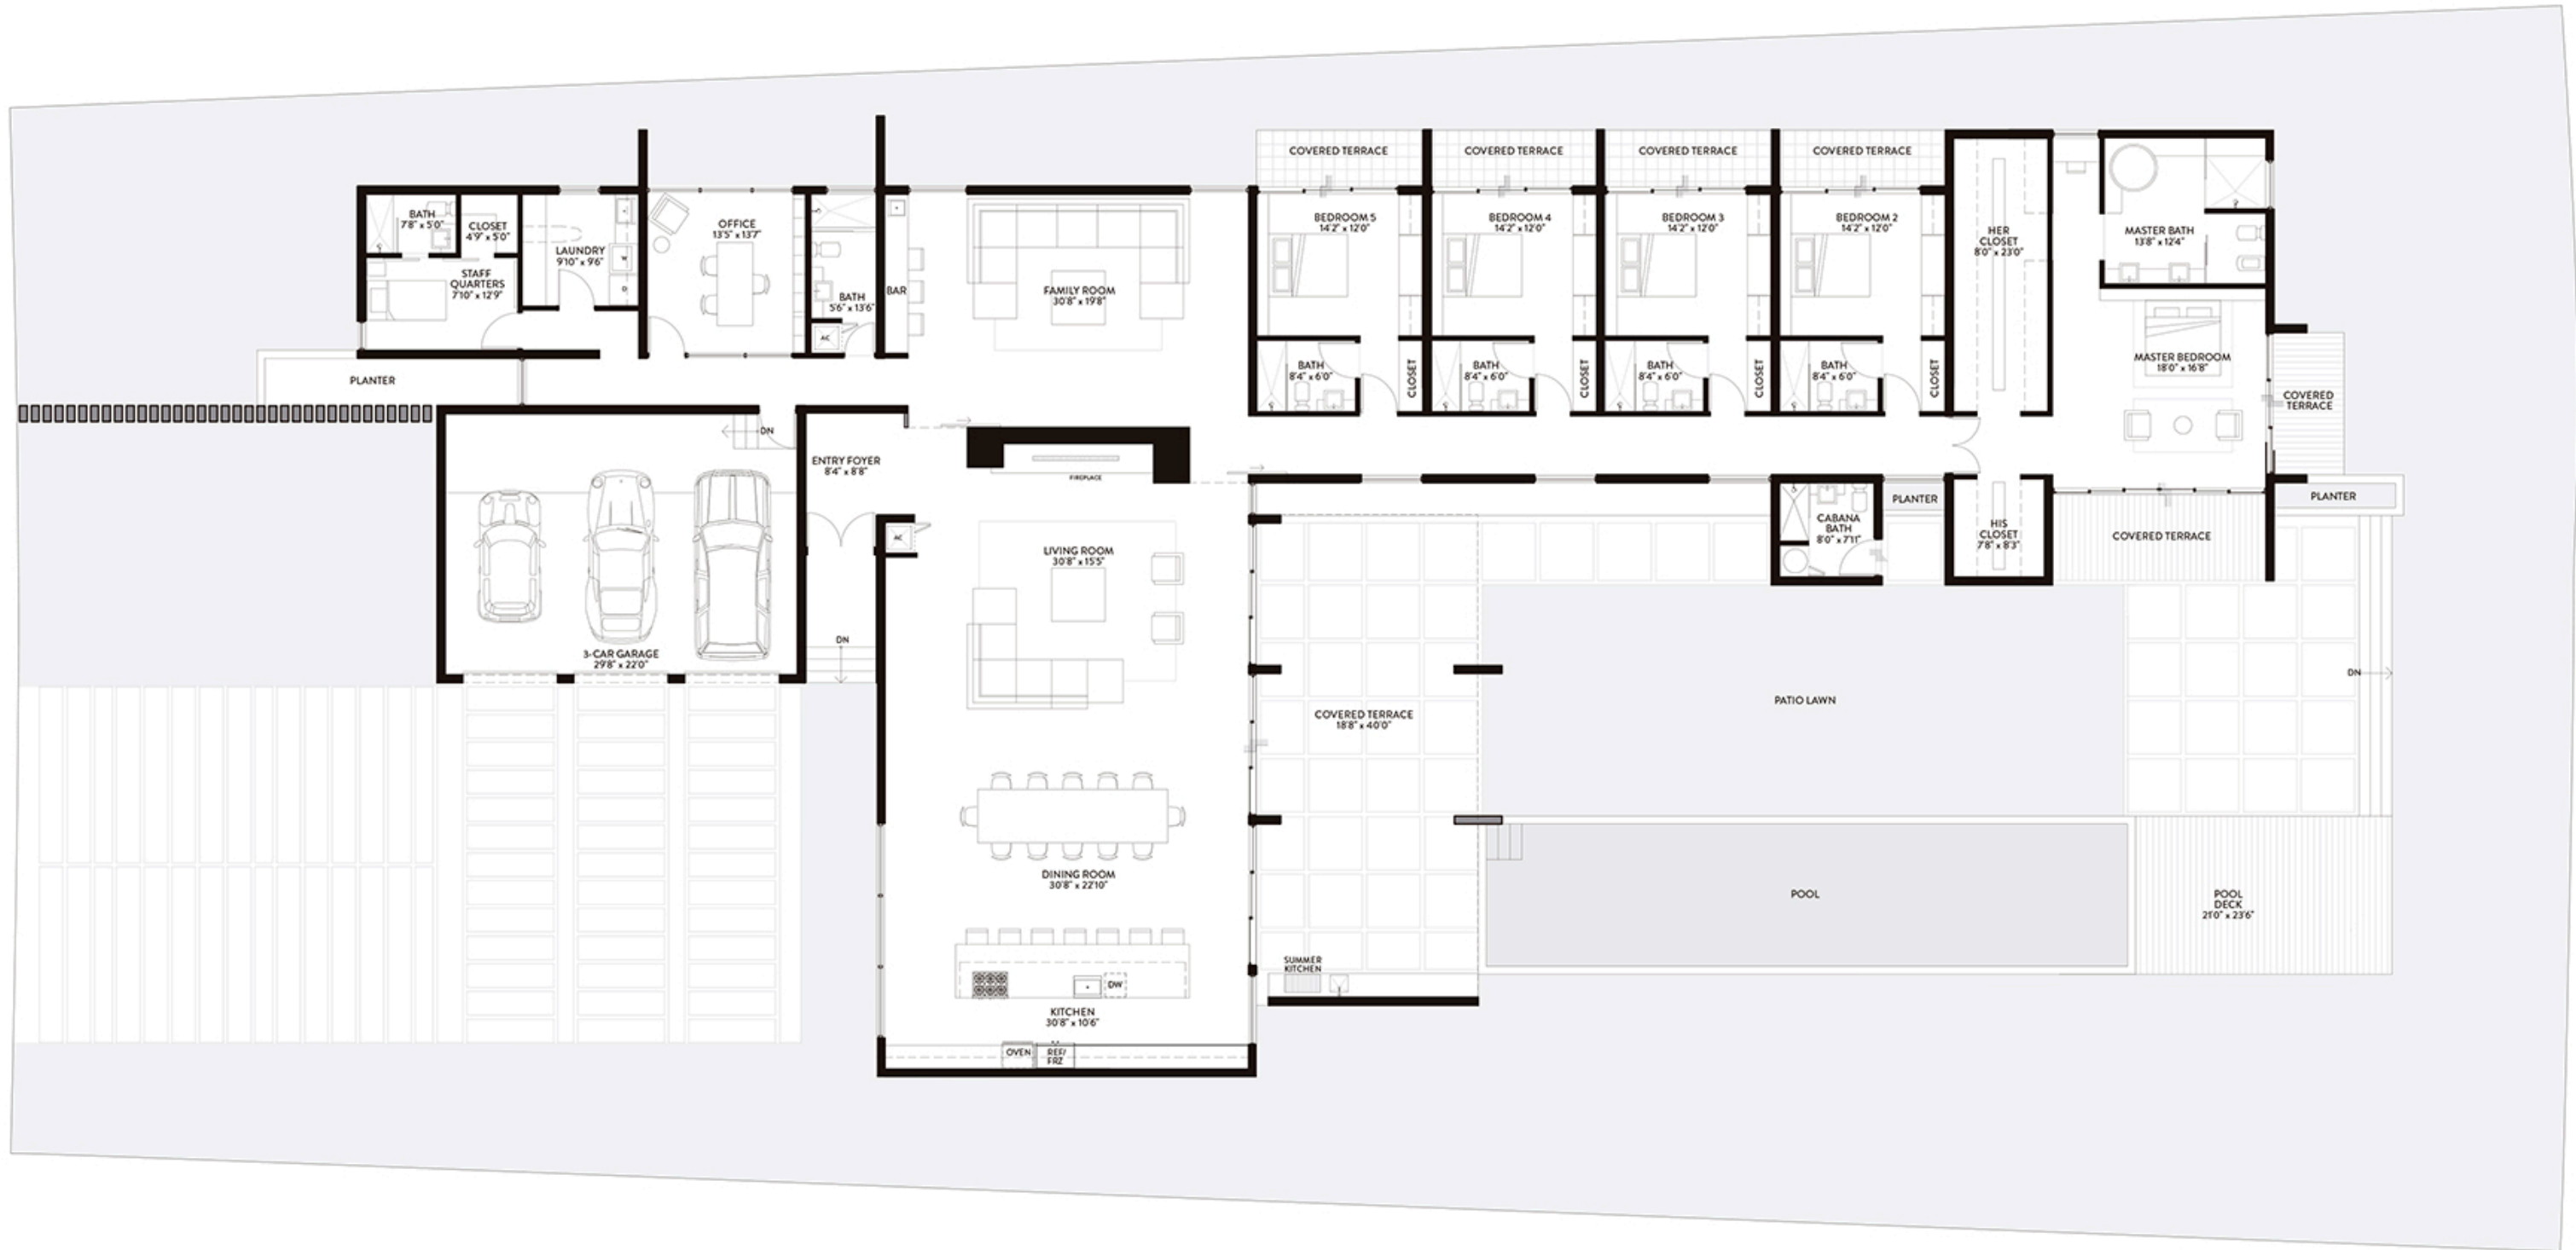 COVERED TERRACE
COVERED TERRACE
COVERED TERRACE
COVERED TERRACE
BATH
7'8" x 5'0"
CLOSET
4'9" x 5'0"
LAUNDRY
9'10" x 9'6"
W
D
STAFF
QUARTERS
7'10" x 12'9"
OFFICE
13'5" x 13'7"
BATH
5'6" x 13'6"
AC
BAR
FAMILY ROOM
30'8" x 19'8"
BEDROOM 5
14'2" x 12'0"
BEDROOM 4
14'2" x 12'0"
BEDROOM 3
14'2" x 12'0"
BEDROOM 2
14'2" x 12'0"
HER
CLOSET
8'0" x 23'0"
MASTER BATH
13'8" x 12'4"
MASTER BEDROOM
18'0" x 16'8"
BATH
8'4" x 6'0"
CLOSET
BATH
8'4" x 6'0"
CLOSET
BATH
8'4" x 6'0"
CLOSET
BATH
8'4" x 6'0"
CLOSET
COVERED
TERRACE
PLANTER
DN
ENTRY FOYER
8'4" x 8'8"
FIREPLACE
PLANTER
PLANTER
CABANA
BATH
8'0" x 7'11"
HIS
CLOSET
7'8" x 8'3"
COVERED TERRACE
AC
LIVING ROOM
30'8" x 15'5"
3-CAR GARAGE
29'8" x 22'0"
DN
COVERED TERRACE
18'8" x 40'0"
PATIO LAWN
DN
DINING ROOM
30'8" x 22'10"
POOL
POOL
DECK
21'0" x 23'6"
SUMMER
KITCHEN
DW
KITCHEN
30'8" x 10'6"
OVEN
REF/
FRZ